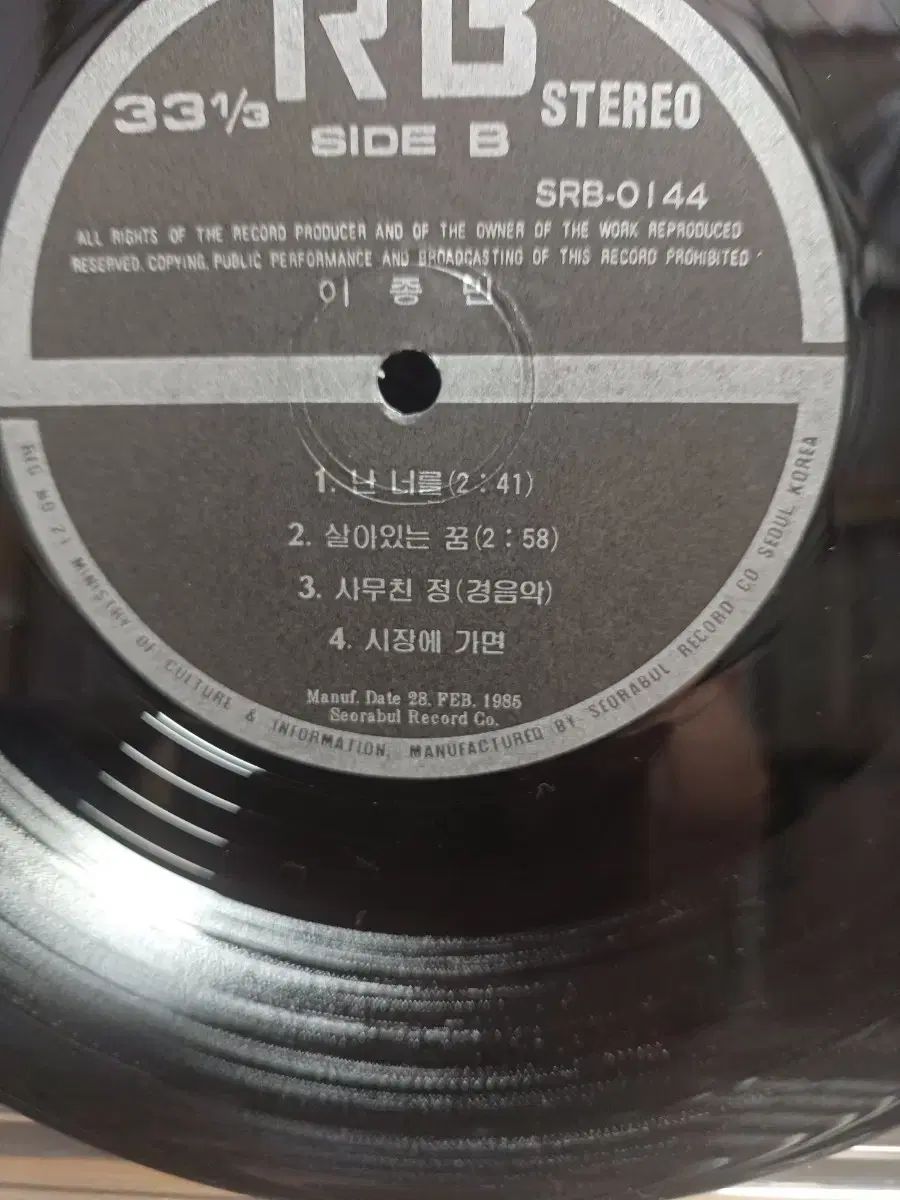 RB
33 1/3
STEREO
SIDE B
SRB-0144
ALL RIGHTS OF THE RECORD PRODUCER AND OF THE OWNER OF THE WORK REPRODUCED
RESERVED. COPYING, PUBLIC PERFORMANCE AND BROADCASTING OF THIS RECORD PROHIBITED
이 종 빈
1. 난 너를 (2 : 41)
2. 살아있는 꿈 (2 : 58)
3. 사무친 정 (경음악)
4. 시장에 가면
Manuf. Date 28. FEB. 1985
Seorabul Record Co.
REG NO 12 MINISTRY OF CULTURE & INFORMATION, MANUFACTURED BY SEORABUL RECORD CO SEOUL KOREA